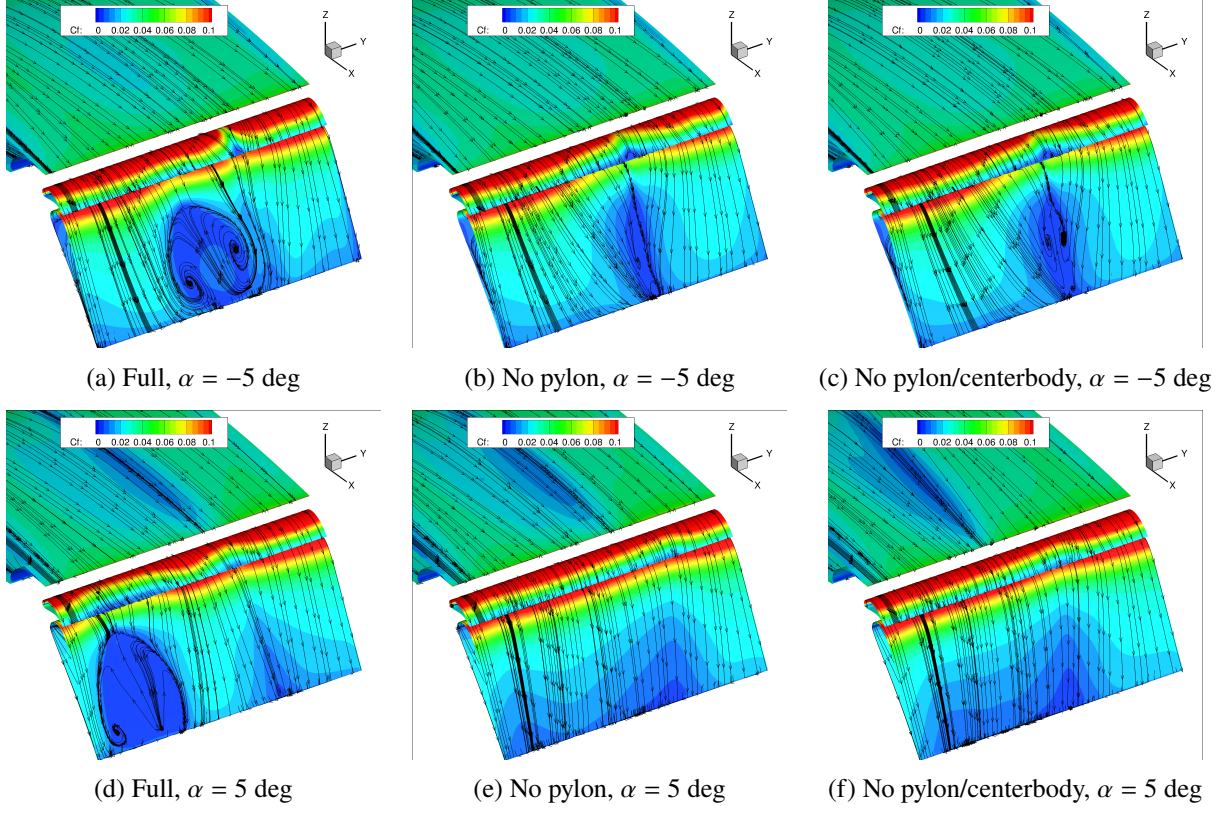 Cf: 0 0.02 0.04 0.06 0.08 0.1
Z
Y
X
Cf: 0 0.02 0.04 0.06 0.08 0.1
Z
Y
X
Cf: 0 0.02 0.04 0.06 0.08 0.1
Z
Y
X
(a) Full, α = −5 deg
(b) No pylon, α = −5 deg
(c) No pylon/centerbody, α = −5 deg
Cf: 0 0.02 0.04 0.06 0.08 0.1
Z
Y
X
Cf: 0 0.02 0.04 0.06 0.08 0.1
Z
Y
X
Cf: 0 0.02 0.04 0.06 0.08 0.1
Z
Y
X
(d) Full, α = 5 deg
(e) No pylon, α = 5 deg
(f) No pylon/centerbody, α = 5 deg